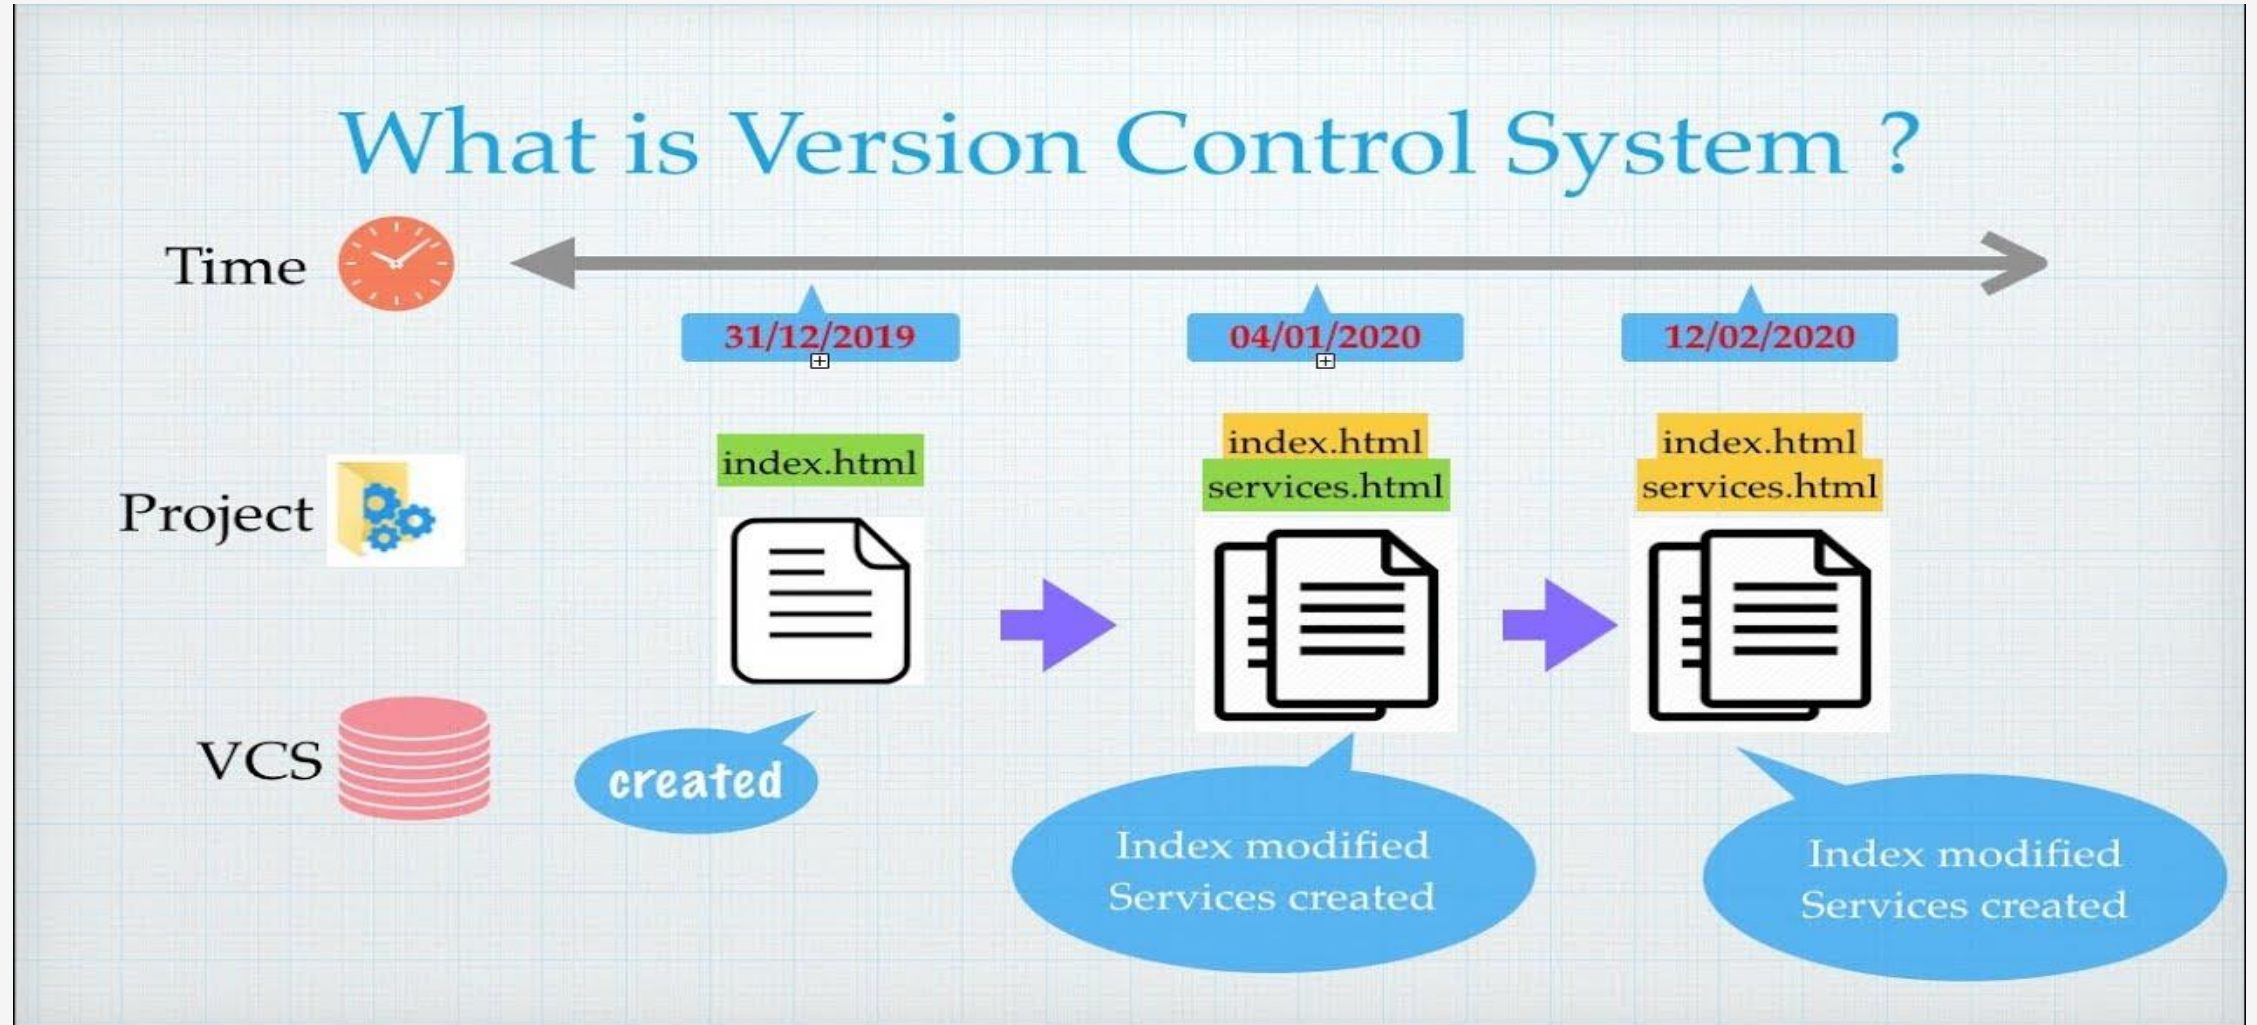 What is Version Control System ?
Time
31/12/2019
04/01/2020
12/02/2020
Project
index.html
index.html
services.html
index.html
services.html
VCS
created
Index modified
Services created
Index modified
Services created